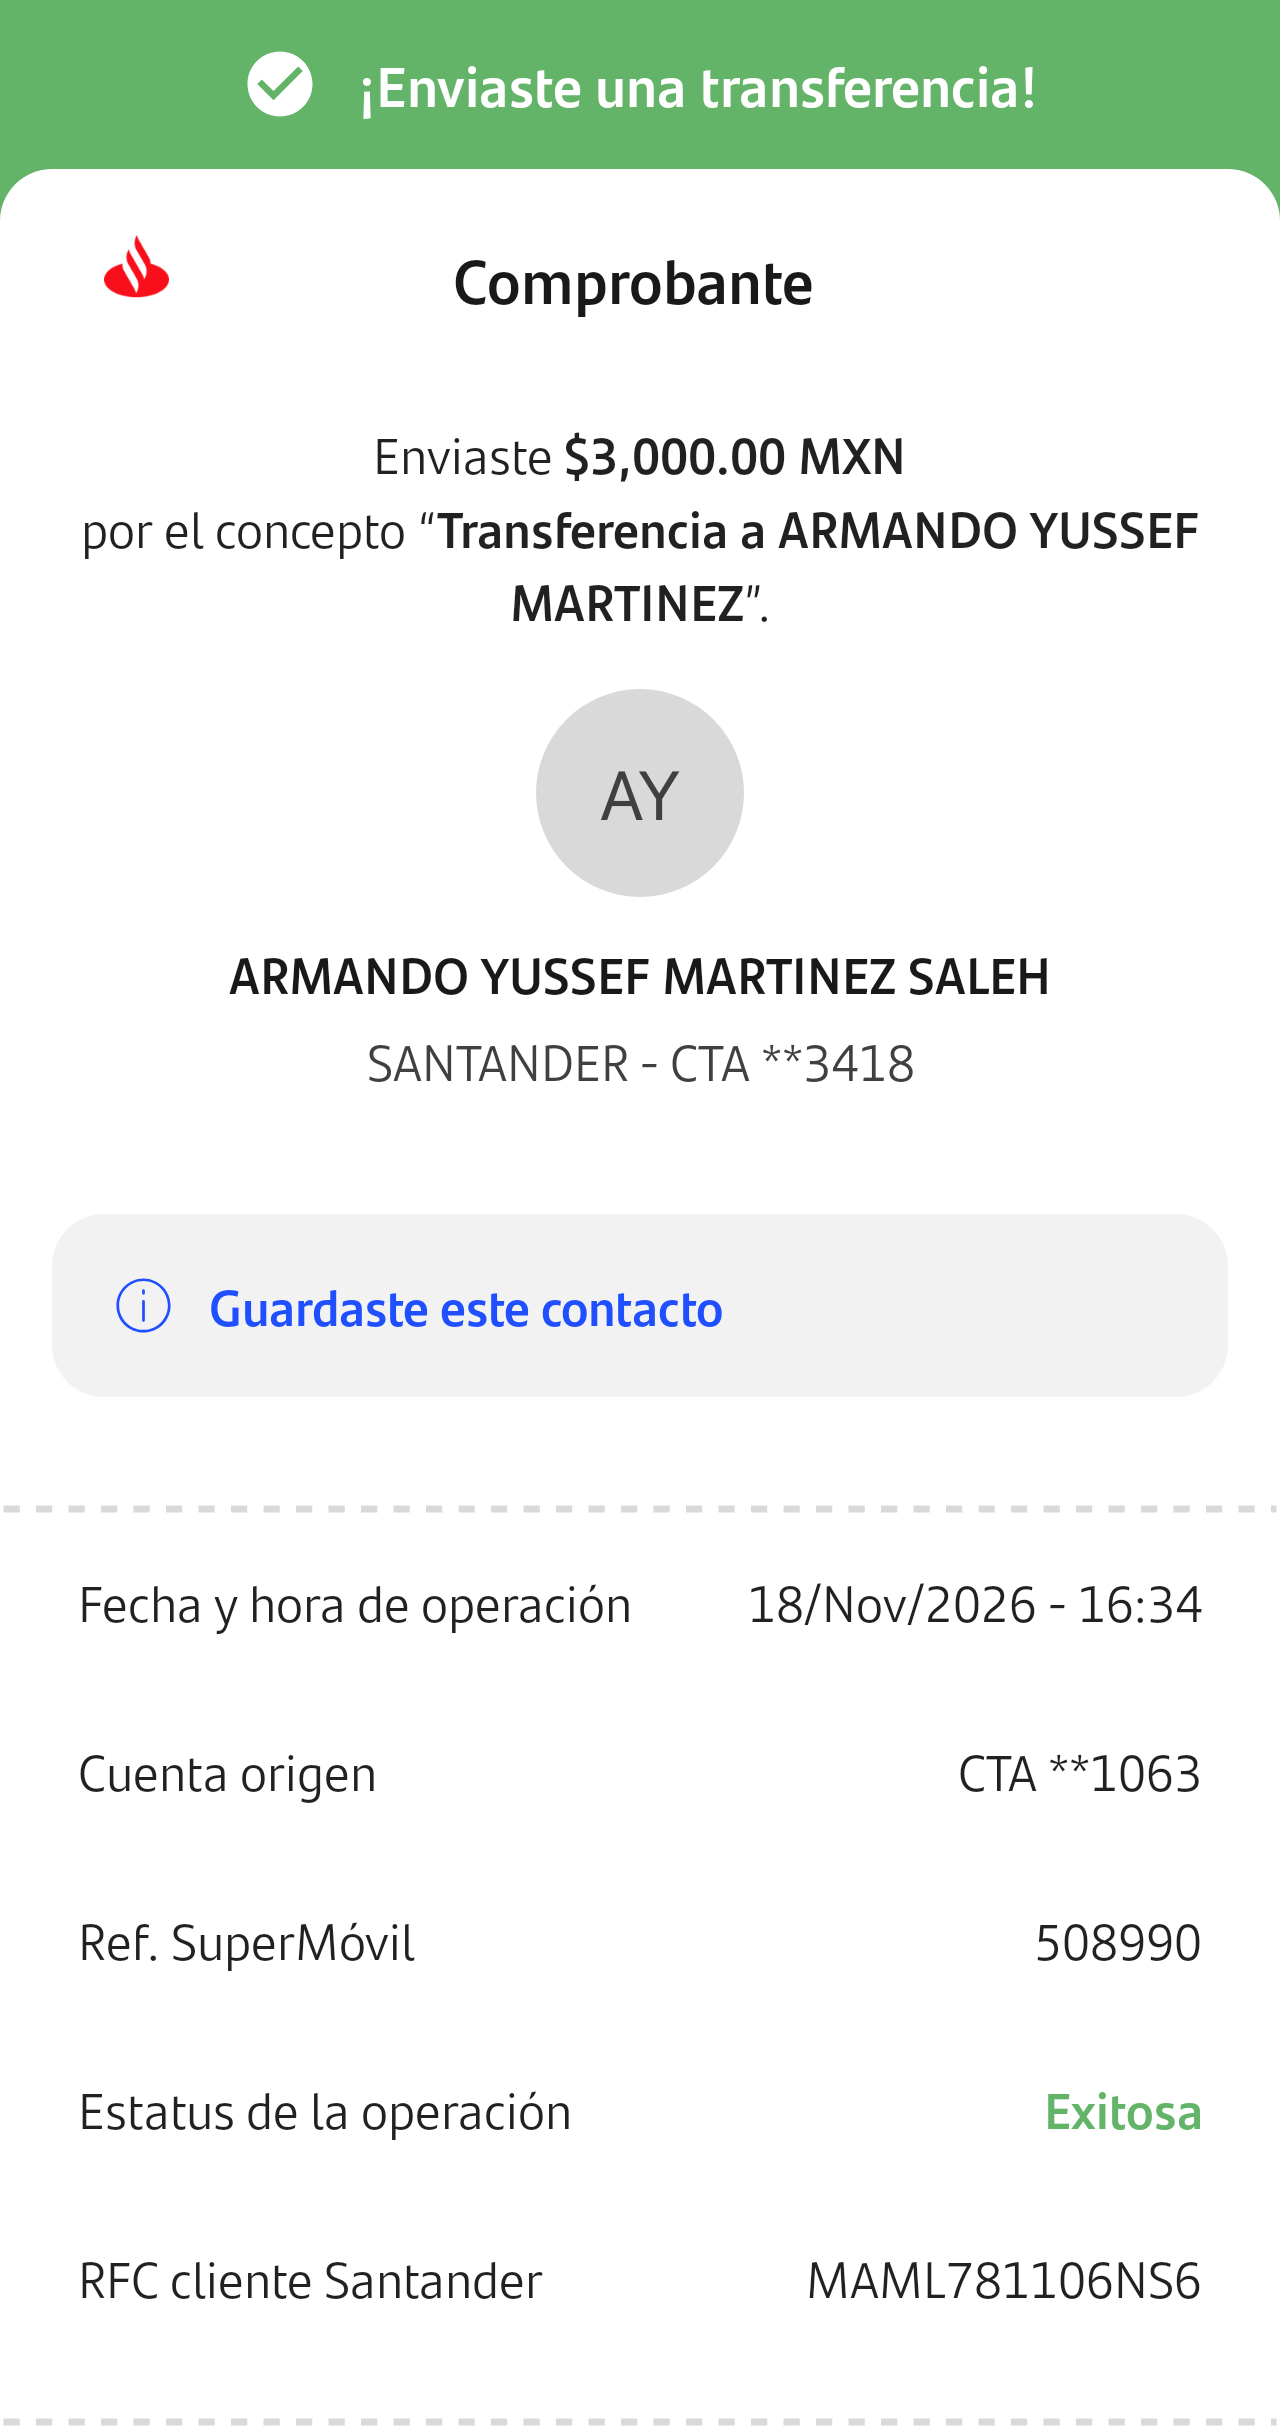 ¡Enviaste una transferencia!
Comprobante
Enviaste $3,000.00 MXN
por el concepto “Transferencia a ARMANDO YUSSEF
MARTINEZ”.
AY
ARMANDO YUSSEF MARTINEZ SALEH
SANTANDER - CTA **3418
Guardaste este contacto
Fecha y hora de operación 18/Nov/2026 - 16:34
Cuenta origen CTA **1063
Ref. SuperMóvil 508990
Estatus de la operación Exitosa
RFC cliente Santander MAML781106NS6